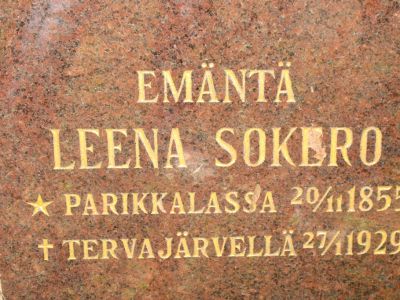 EMÄNTÄ
LEENA SOKERO
★ PARIKKALASSA 20/11 1855
✝ TERVAJÄRVELLÄ 27/1 1929